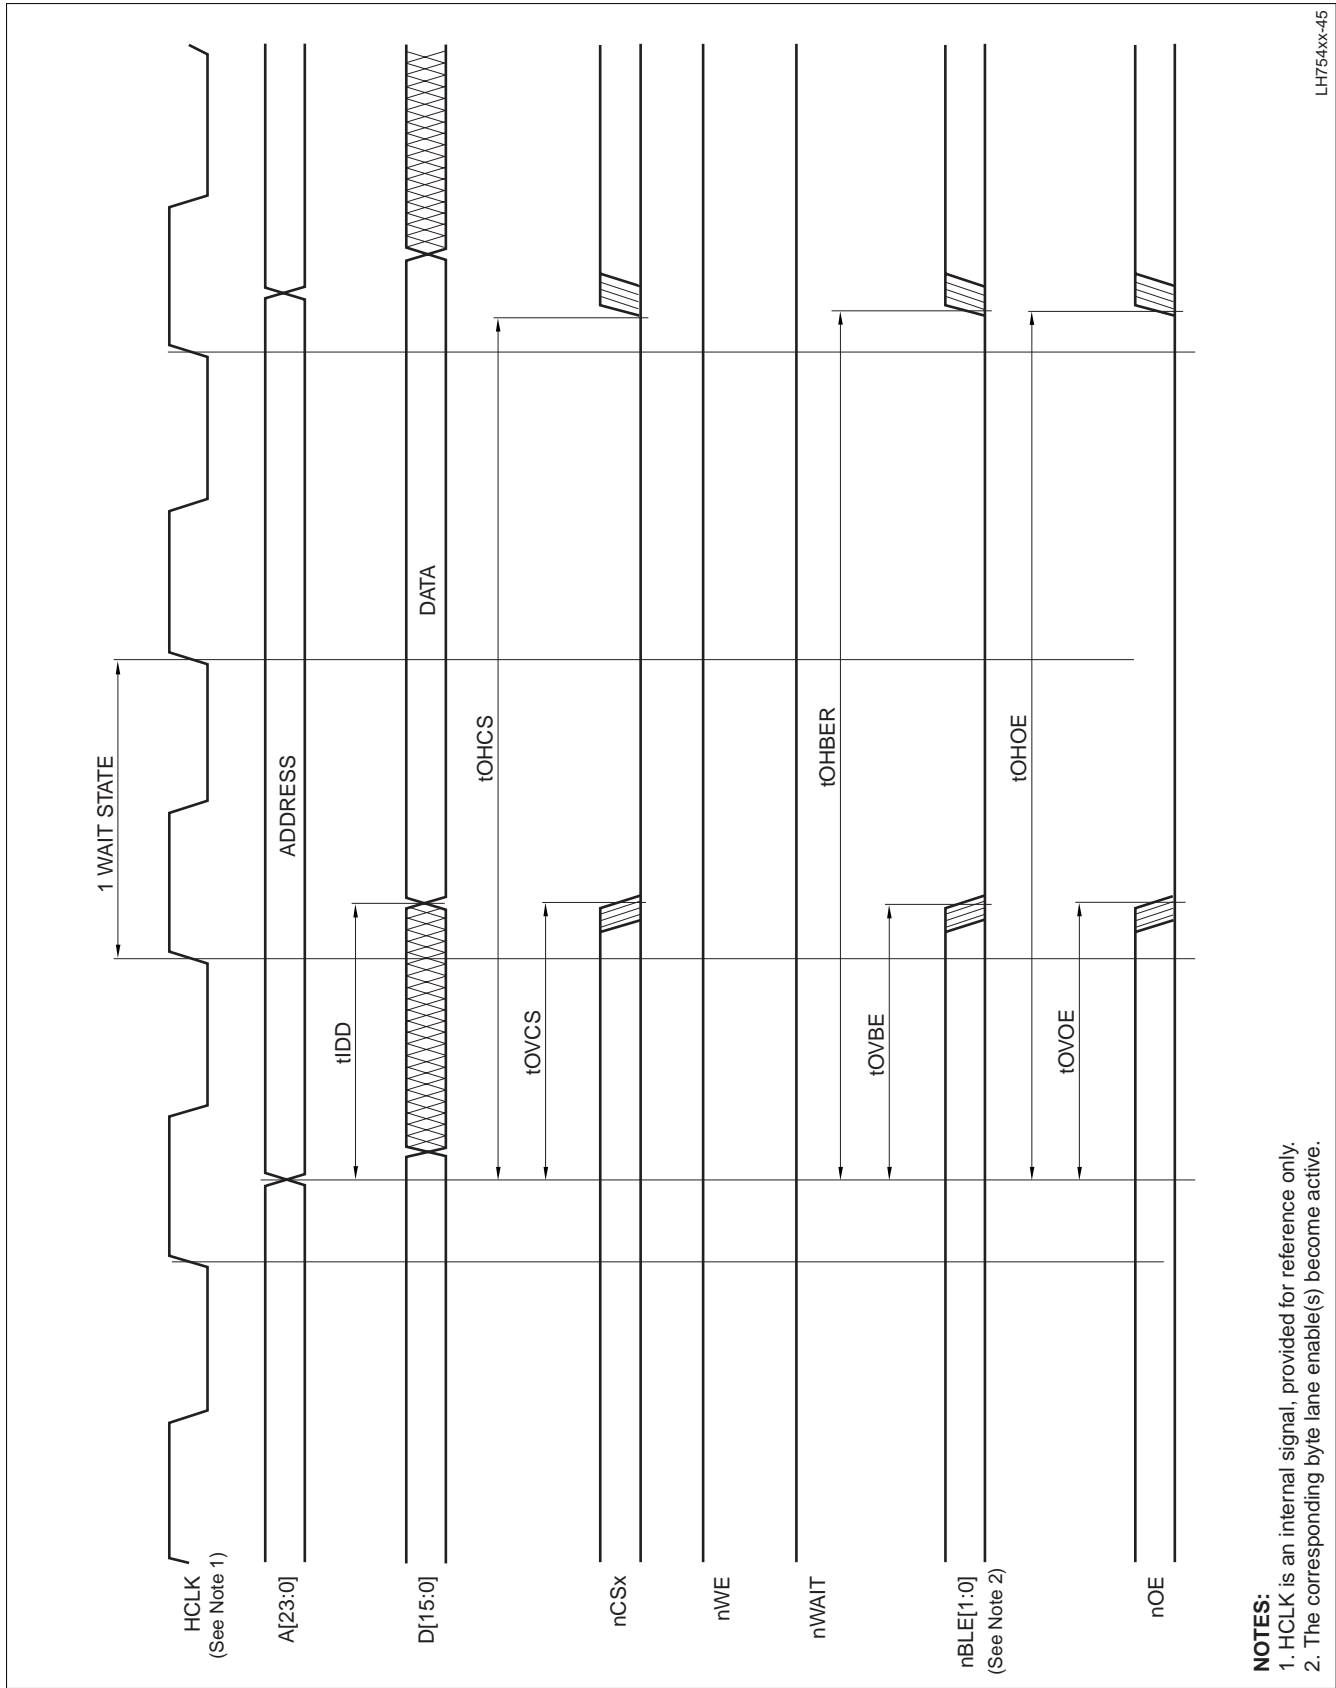 1 WAIT STATE
HCLK
(See Note 1)
A[23:0]
ADDRESS
tIDD
D[15:0]
DATA
tOHCS
tOVCS
nCSx
nWE
nWAIT
tOHBER
tOVBE
nBLE[1:0]
(See Note 2)
tOHOE
tOVOE
nOE
NOTES:
1. HCLK is an internal signal, provided for reference only.
2. The corresponding byte lane enable(s) become active.
LH754xx-45